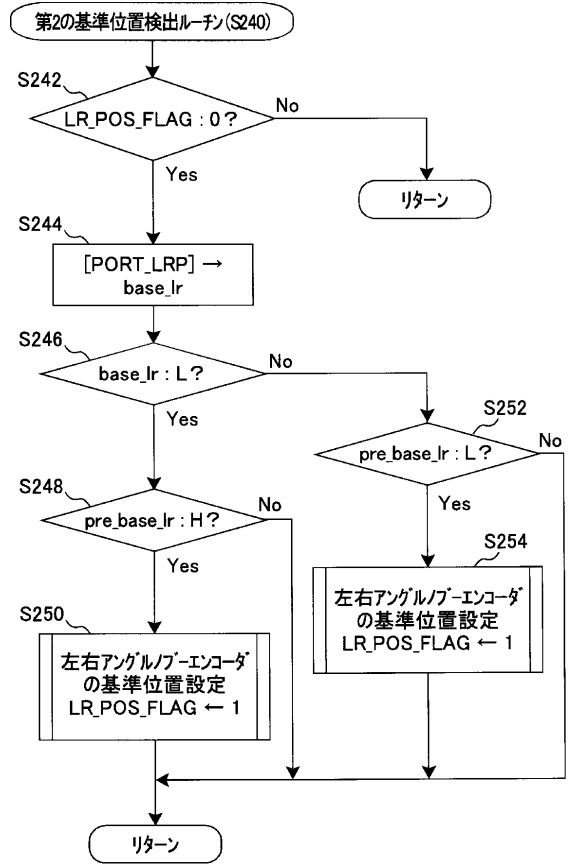 第2の基準位置検出ルーチン(S240)
S242
LR_POS_FLAG : 0?
No
Yes
リターン
S244
[PORT_LRP] →
base_lr
S246
base_lr : L?
No
Yes
S252
pre_base_lr : L?
No
Yes
S248
pre_base_lr : H?
No
Yes
S254
左右アングルノブーエンコーダ
の基準位置設定
LR_POS_FLAG ← 1
S250
左右アングルノブーエンコーダ
の基準位置設定
LR_POS_FLAG ← 1
リターン